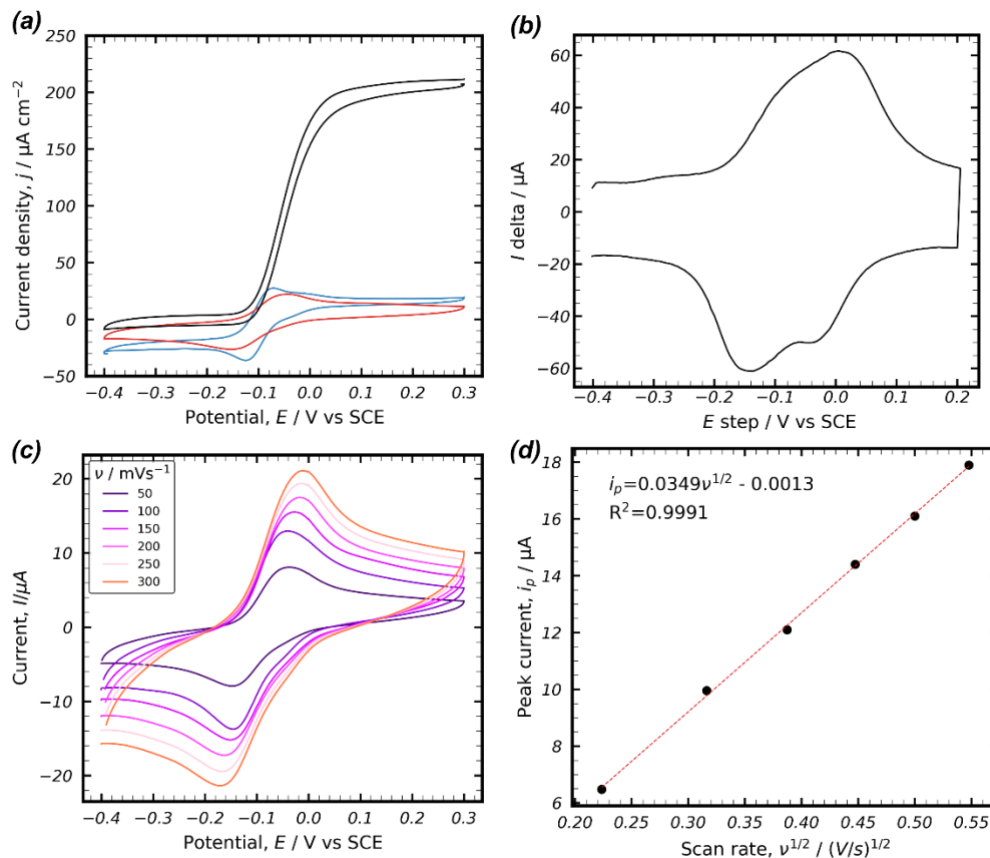 (a)
250
200
150
100
50
0
−50
Current density, j / µA cm⁻²
−0.4 −0.3 −0.2 −0.1 0.0 0.1 0.2 0.3
Potential, E / V vs SCE
(b)
60
40
20
0
−20
−40
−60
I delta / µA
−0.4 −0.3 −0.2 −0.1 0.0 0.1 0.2
E step / V vs SCE
(c)
ν / mVs⁻¹
50
100
150
200
250
300
20
10
0
−10
−20
Current, I/µA
−0.4 −0.3 −0.2 −0.1 0.0 0.1 0.2 0.3
Potential, E / V vs SCE
(d)
iₚ=0.0349ν¹/² - 0.0013
R²=0.9991
18
16
14
12
10
8
6
Peak current, iₚ / µA
0.20 0.25 0.30 0.35 0.40 0.45 0.50 0.55
Scan rate, ν¹/² / (V/s)¹/²